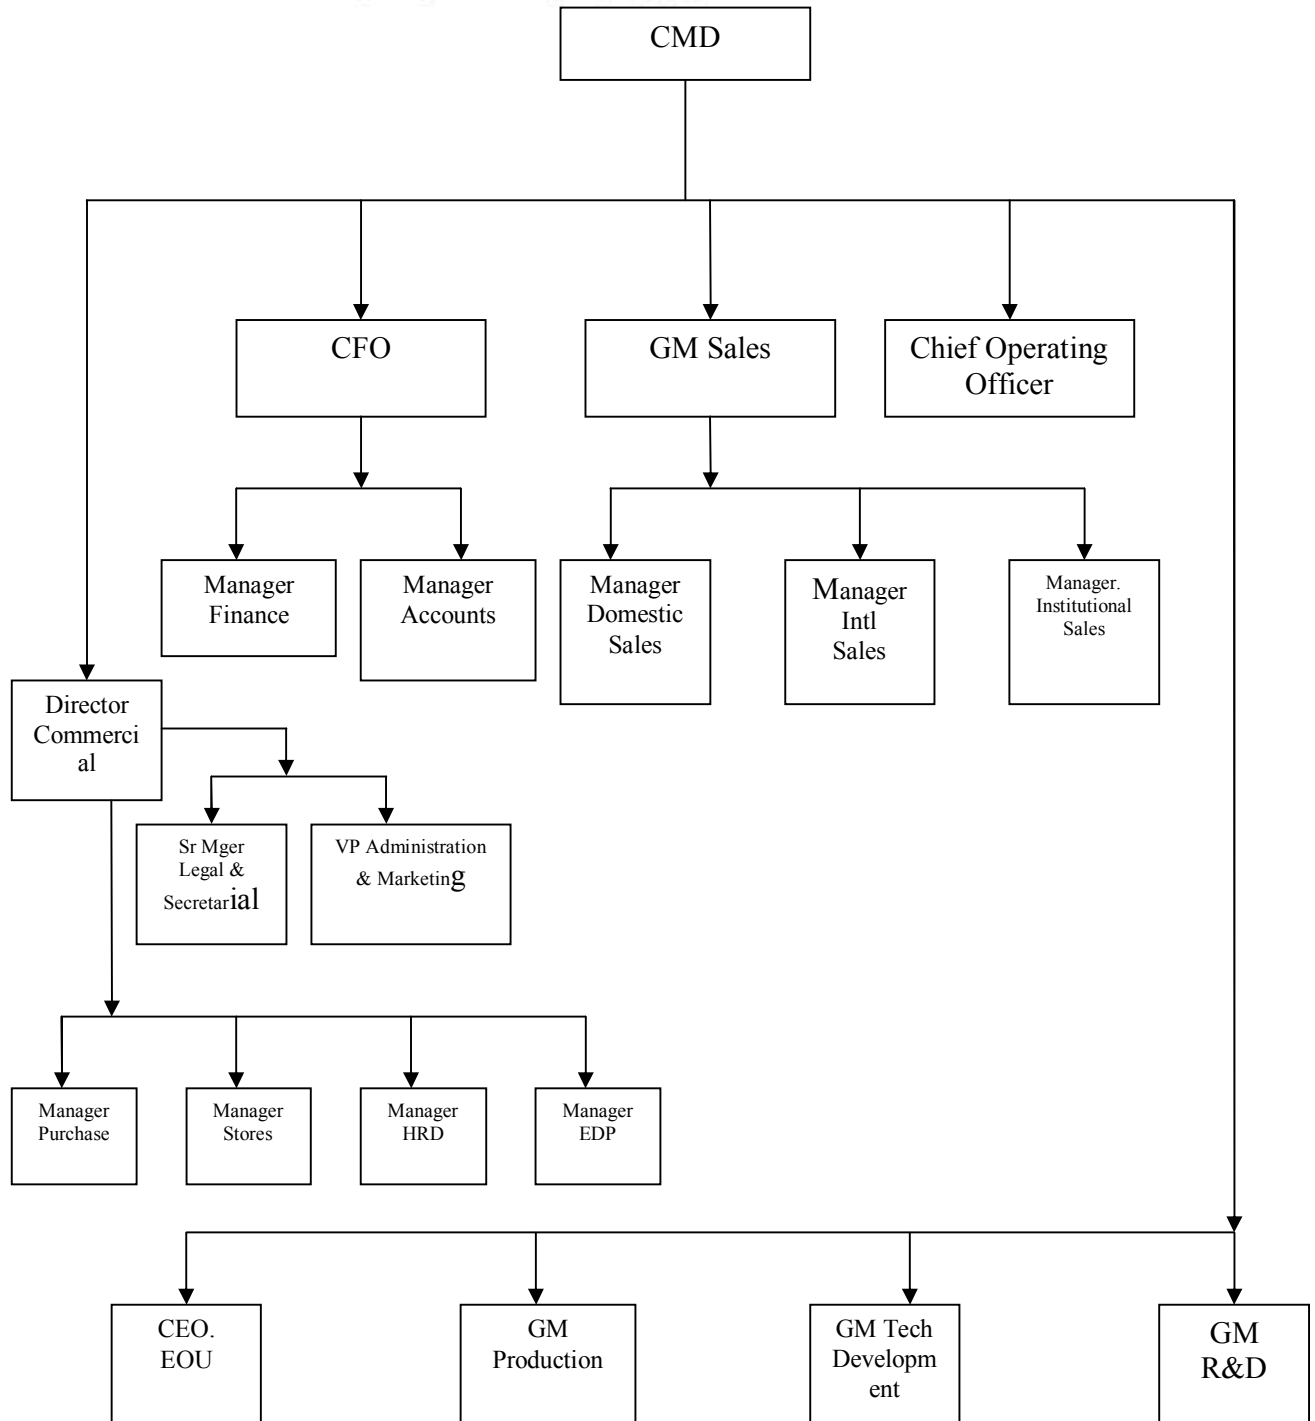 CMD
CFO
GM Sales
Chief Operating
Officer
Manager
Finance
Manager
Accounts
Manager
Domestic
Sales
Manager
Intl
Sales
Manager.
Institutional
Sales
Director
Commerci
al
Sr Mger
Legal &
Secretarial
VP Administration
& Marketing
Manager
Purchase
Manager
Stores
Manager
HRD
Manager
EDP
CEO.
EOU
GM
Production
GM Tech
Developm
ent
GM
R&D